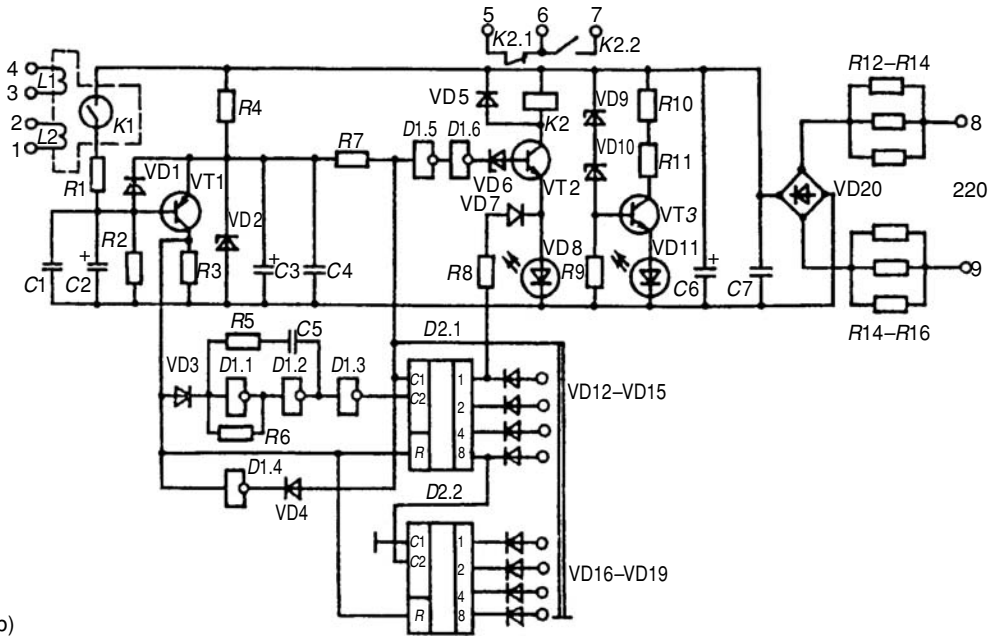 5 6 7
K2.1 K2.2
4 L1
3
2 L2
1
K1
R1
VD1
VT1
R4
R7
D1.5 D1.6
VD5
K2
VD6
VT2
VD7
VD9
VD10
R10
R11
VT3
R12–R14
8
VD20
220
9
R14–R16
C1
C2
R2
R3
VD2
C3
C4
R8
VD8
R9
VD11
C6
C7
+ + +
R5 C5
D2.1
VD3 D1.1 D1.2 D1.3
R6
C1 1
C2 2
4
R 8
VD12–VD15
D1.4
VD4
D2.2
C1 1
C2 2
4
R 8
VD16–VD19
b)